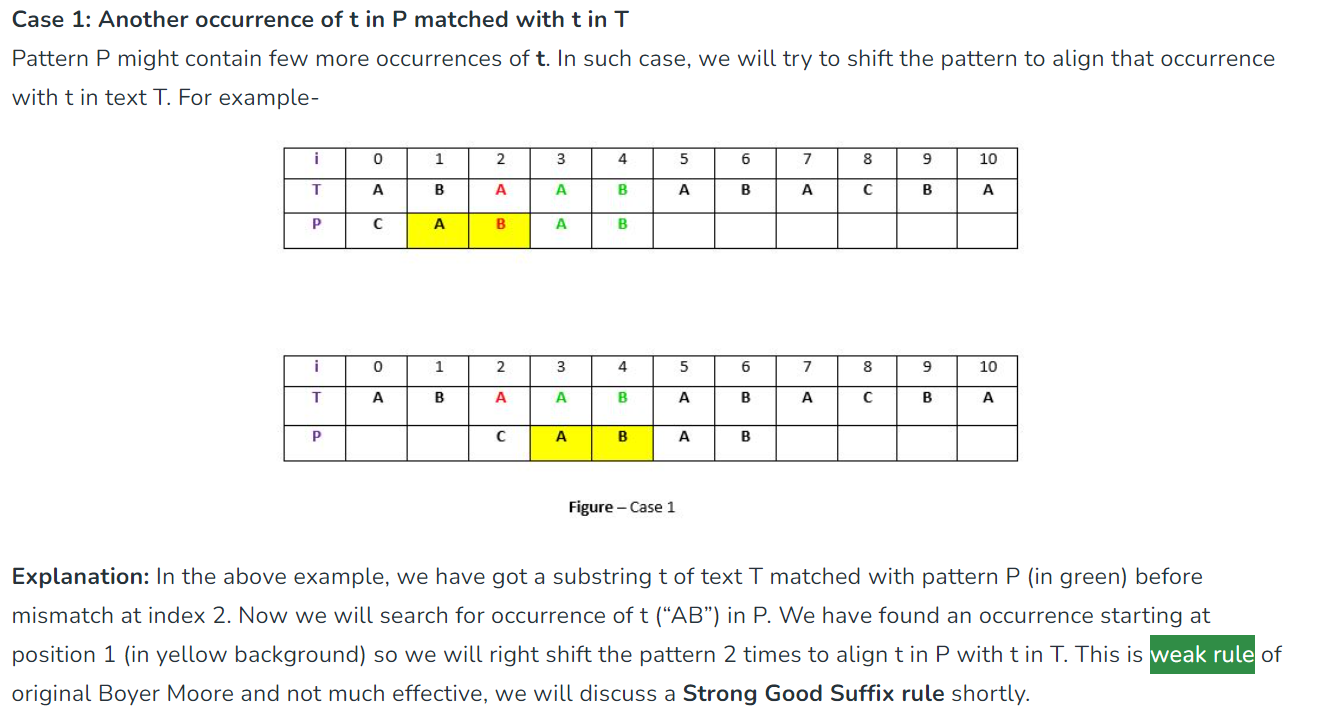 Case 1: Another occurrence of t in P matched with t in T
Pattern P might contain few more occurrences of t. In such case, we will try to shift the pattern to align that occurrence
with t in text T. For example-
i 0 1 2 3 4 5 6 7 8 9 10
T A B A A B A B A C B A
P C A B A B
i 0 1 2 3 4 5 6 7 8 9 10
T A B A A B A B A C B A
P C A B A B
Figure – Case 1
Explanation: In the above example, we have got a substring t of text T matched with pattern P (in green) before
mismatch at index 2. Now we will search for occurrence of t (“AB”) in P. We have found an occurrence starting at
position 1 (in yellow background) so we will right shift the pattern 2 times to align t in P with t in T. This is weak rule of
original Boyer Moore and not much effective, we will discuss a Strong Good Suffix rule shortly.